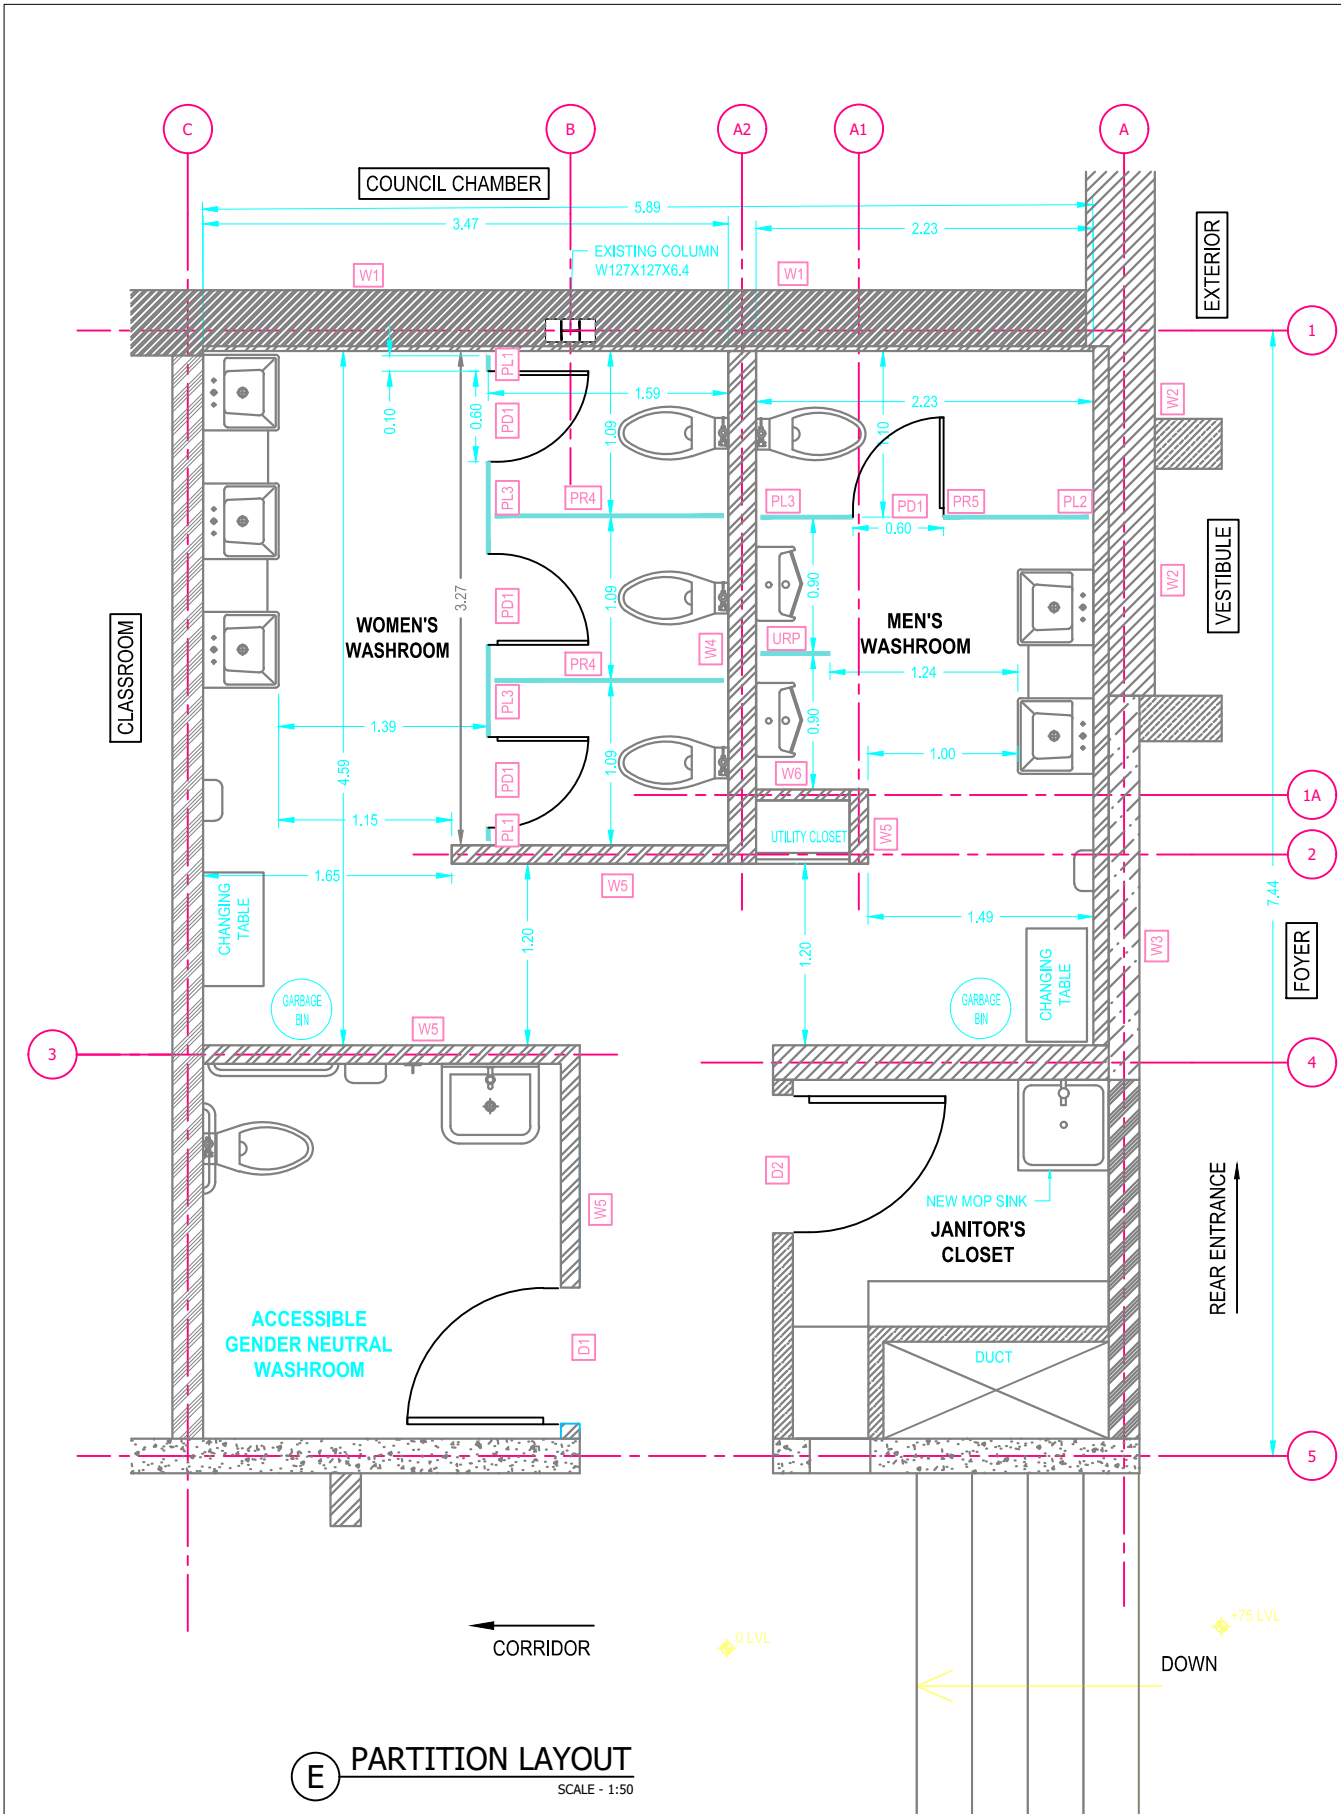 C
B
A2
A1
A
COUNCIL CHAMBER
5.89
3.47
2.23
EXISTING COLUMN
W127X127X6.4
EXTERIOR
W1
W1
1
PL1
1.59
2.23
W2
0.10
0.60
PD1
1.09
1.10
PL3
PR4
PL3
PD1
PR5
PL2
0.60
VESTIBULE
W2
3.27
PD1
1.09
0.90
CLASSROOM
WOMEN'S
WASHROOM
W4
URP
MEN'S
WASHROOM
PR4
1.24
PL3
1.39
0.90
1.00
4.59
PD1
1.09
W6
1A
1.15
PL1
UTILITY CLOSET
W5
2
1.65
W5
CHANGING
TABLE
1.20
1.20
1.49
7.44
FOYER
W3
CHANGING
TABLE
GARBAGE
BIN
GARBAGE
BIN
W5
3
4
D2
W5
NEW MOP SINK
JANITOR'S
CLOSET
REAR ENTRANCE
ACCESSIBLE
GENDER NEUTRAL
WASHROOM
D1
DUCT
5
CORRIDOR
0 LVL
+75 LVL
DOWN
E
PARTITION LAYOUT
SCALE - 1:50